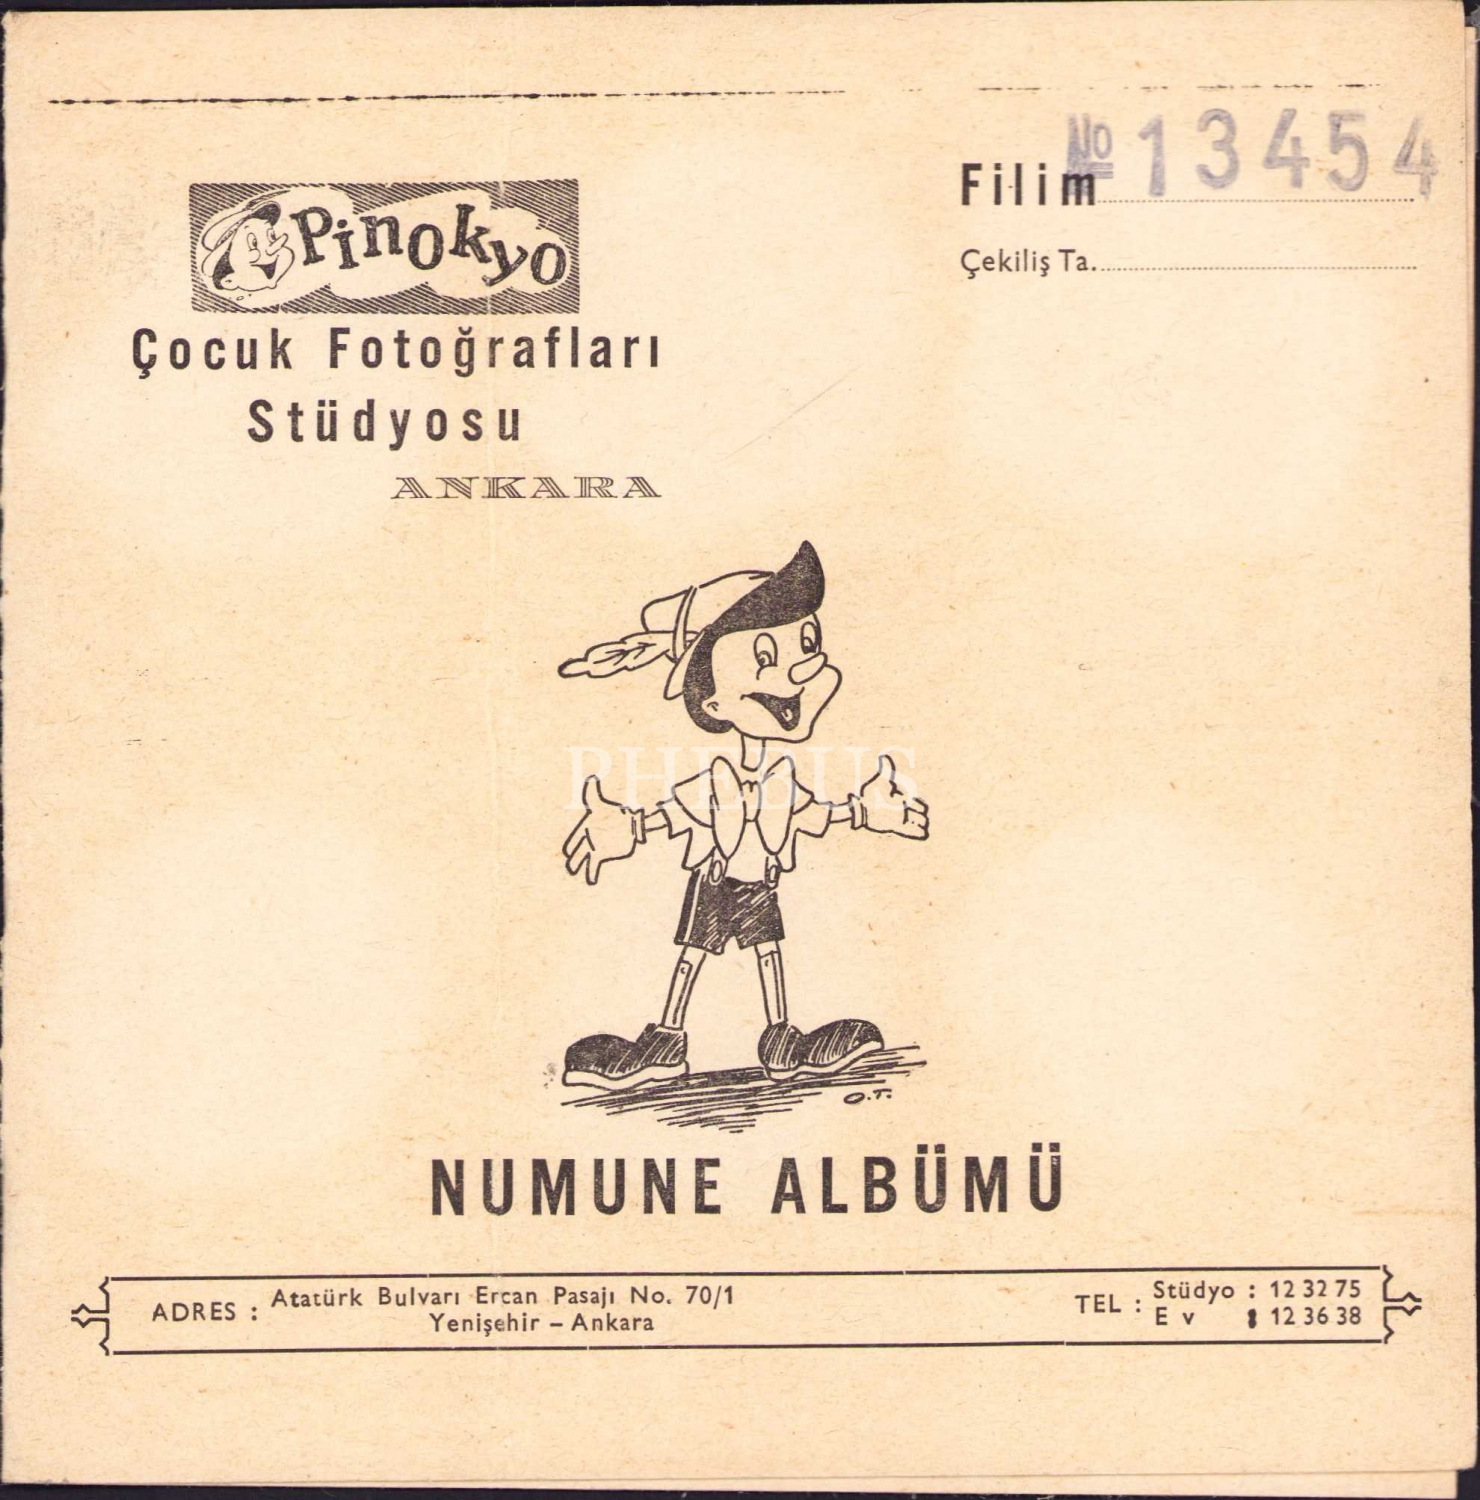 Nº 13454
Filim
Çekiliş Ta.
Pinokyo
Çocuk Fotoğrafları
Stüdyosu
ANKARA
PHEBUS
O.T.
NUMUNE ALBÜMÜ
ADRES : Atatürk Bulvarı Ercan Pasajı No. 70/1
Yenişehir – Ankara
TEL : Stüdyo : 12 32 75
Ev : 12 36 38